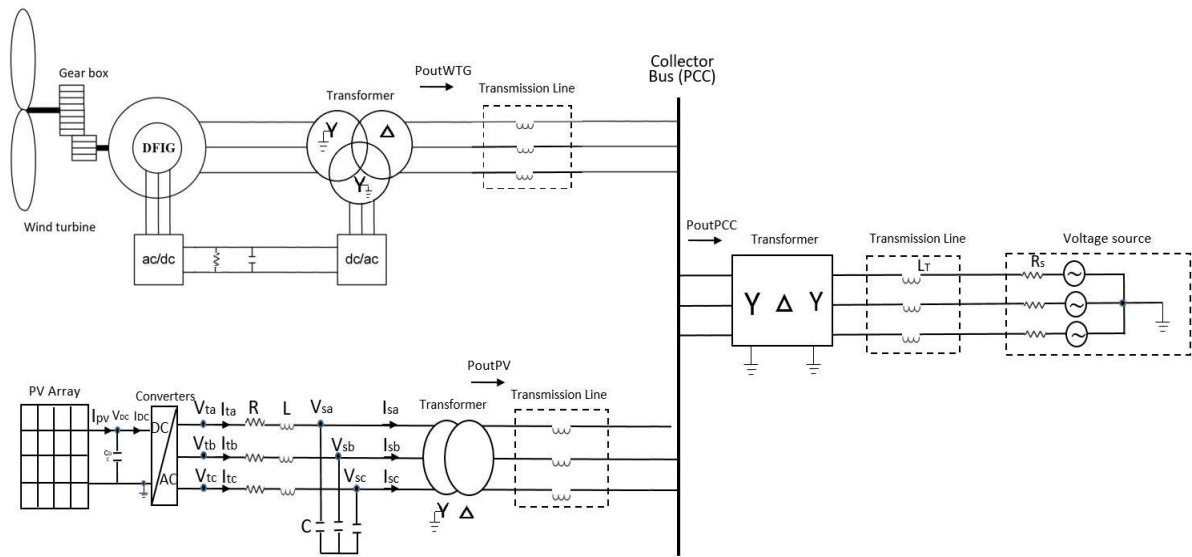 Gear box
DFIG
Wind turbine
ac/dc
dc/ac
Transformer
Y
Δ
Y
PoutWTG
Transmission Line
Collector
Bus (PCC)
PoutPCC
Transformer
Y Δ Y
Transmission Line
LT
Voltage source
Rs
PV Array
Ipv
VDC
IDC
Converters
DC
AC
Vta Ita R L Vsa Isa
Vtb Itb Vsb Isb
Vtc Itc Vsc Isc
C
PoutPV
Transformer
Y Δ
Transmission Line